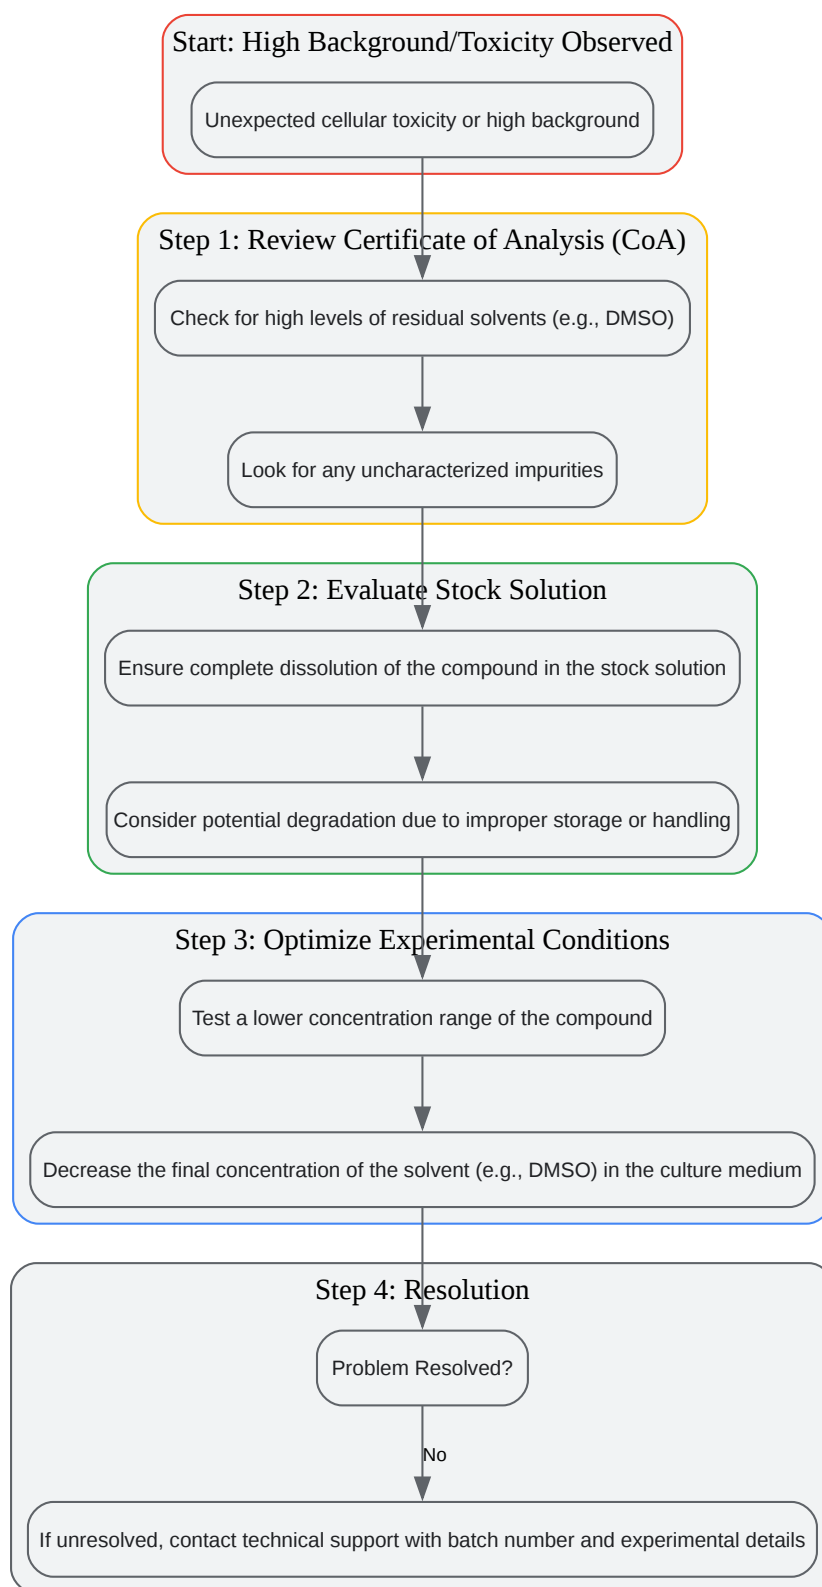 Start: High Background/Toxicity Observed
Unexpected cellular toxicity or high background
Step 1: Review Certificate of Analysis (CoA)
Check for high levels of residual solvents (e.g., DMSO)
Look for any uncharacterized impurities
Step 2: Evaluate Stock Solution
Ensure complete dissolution of the compound in the stock solution
Consider potential degradation due to improper storage or handling
Step 3: Optimize Experimental Conditions
Test a lower concentration range of the compound
Decrease the final concentration of the solvent (e.g., DMSO) in the culture medium
Step 4: Resolution
Problem Resolved?
No
If unresolved, contact technical support with batch number and experimental details